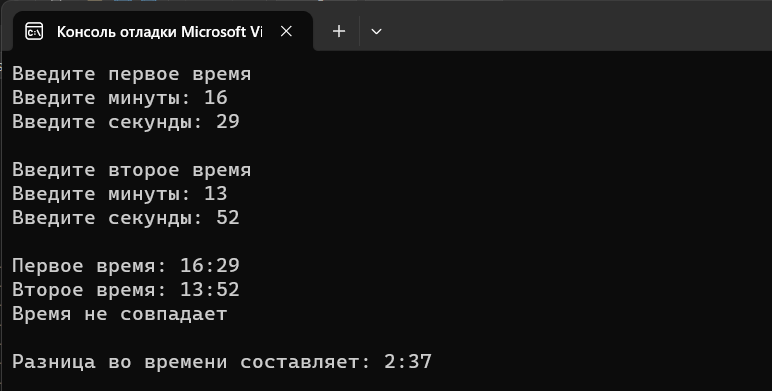 Консоль отладки Microsoft Vi
Введите первое время
Введите минуты: 16
Введите секунды: 29
Введите второе время
Введите минуты: 13
Введите секунды: 52
Первое время: 16:29
Второе время: 13:52
Время не совпадает
Разница во времени составляет: 2:37